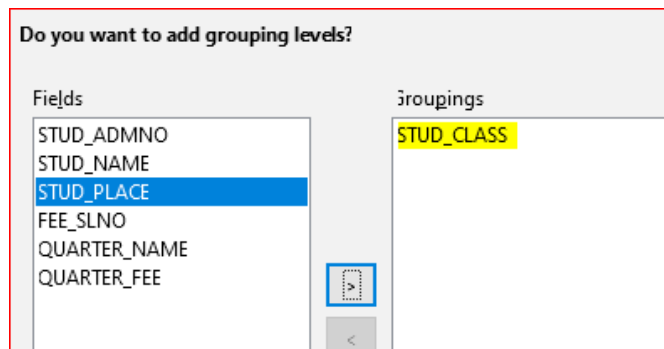 Do you want to add grouping levels?
Fields
STUD_ADMNO
STUD_NAME
STUD_PLACE
FEE_SLNO
QUARTER_NAME
QUARTER_FEE
>
<
Groupings
STUD_CLASS